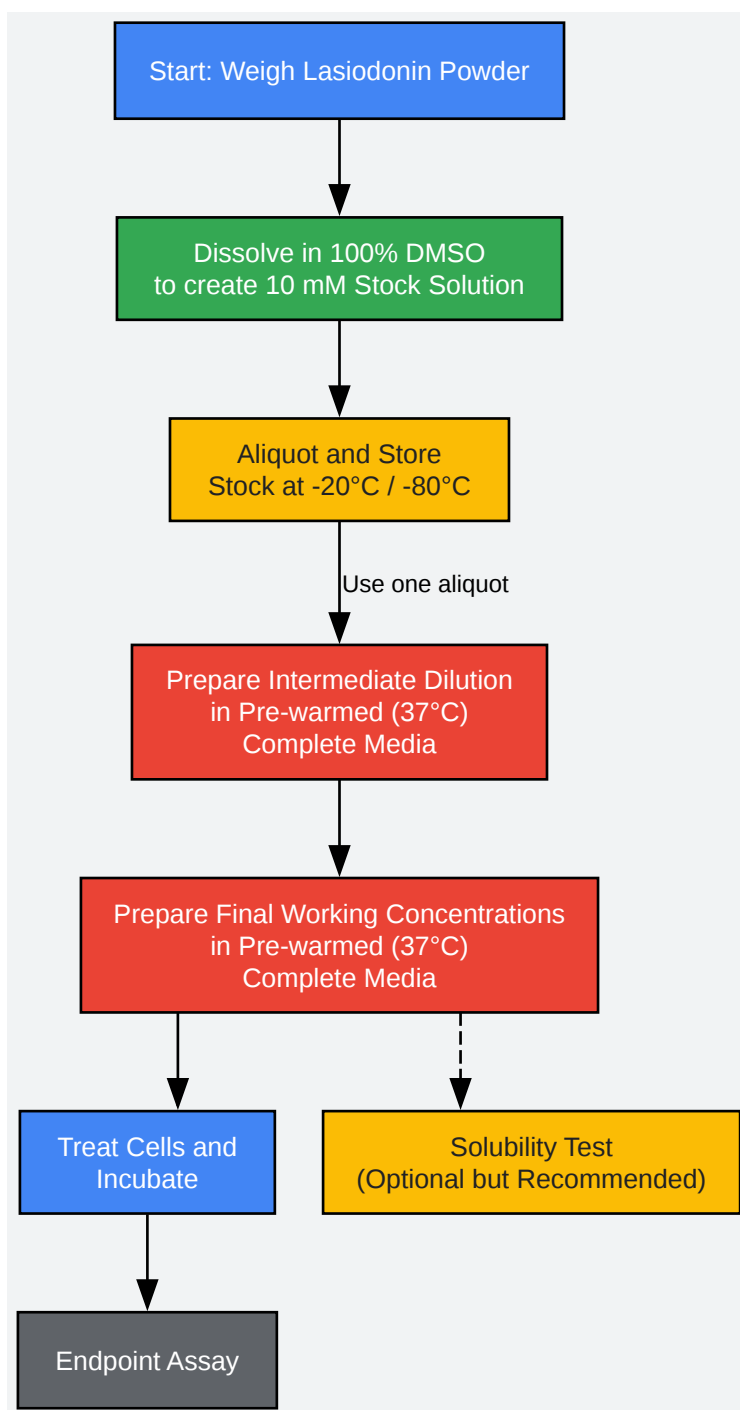 Start: Weigh Lasiodonin Powder
Dissolve in 100% DMSO
to create 10 mM Stock Solution
Aliquot and Store
Stock at -20°C / -80°C
Use one aliquot
Prepare Intermediate Dilution
in Pre-warmed (37°C)
Complete Media
Prepare Final Working Concentrations
in Pre-warmed (37°C)
Complete Media
Treat Cells and
Incubate
Solubility Test
(Optional but Recommended)
Endpoint Assay